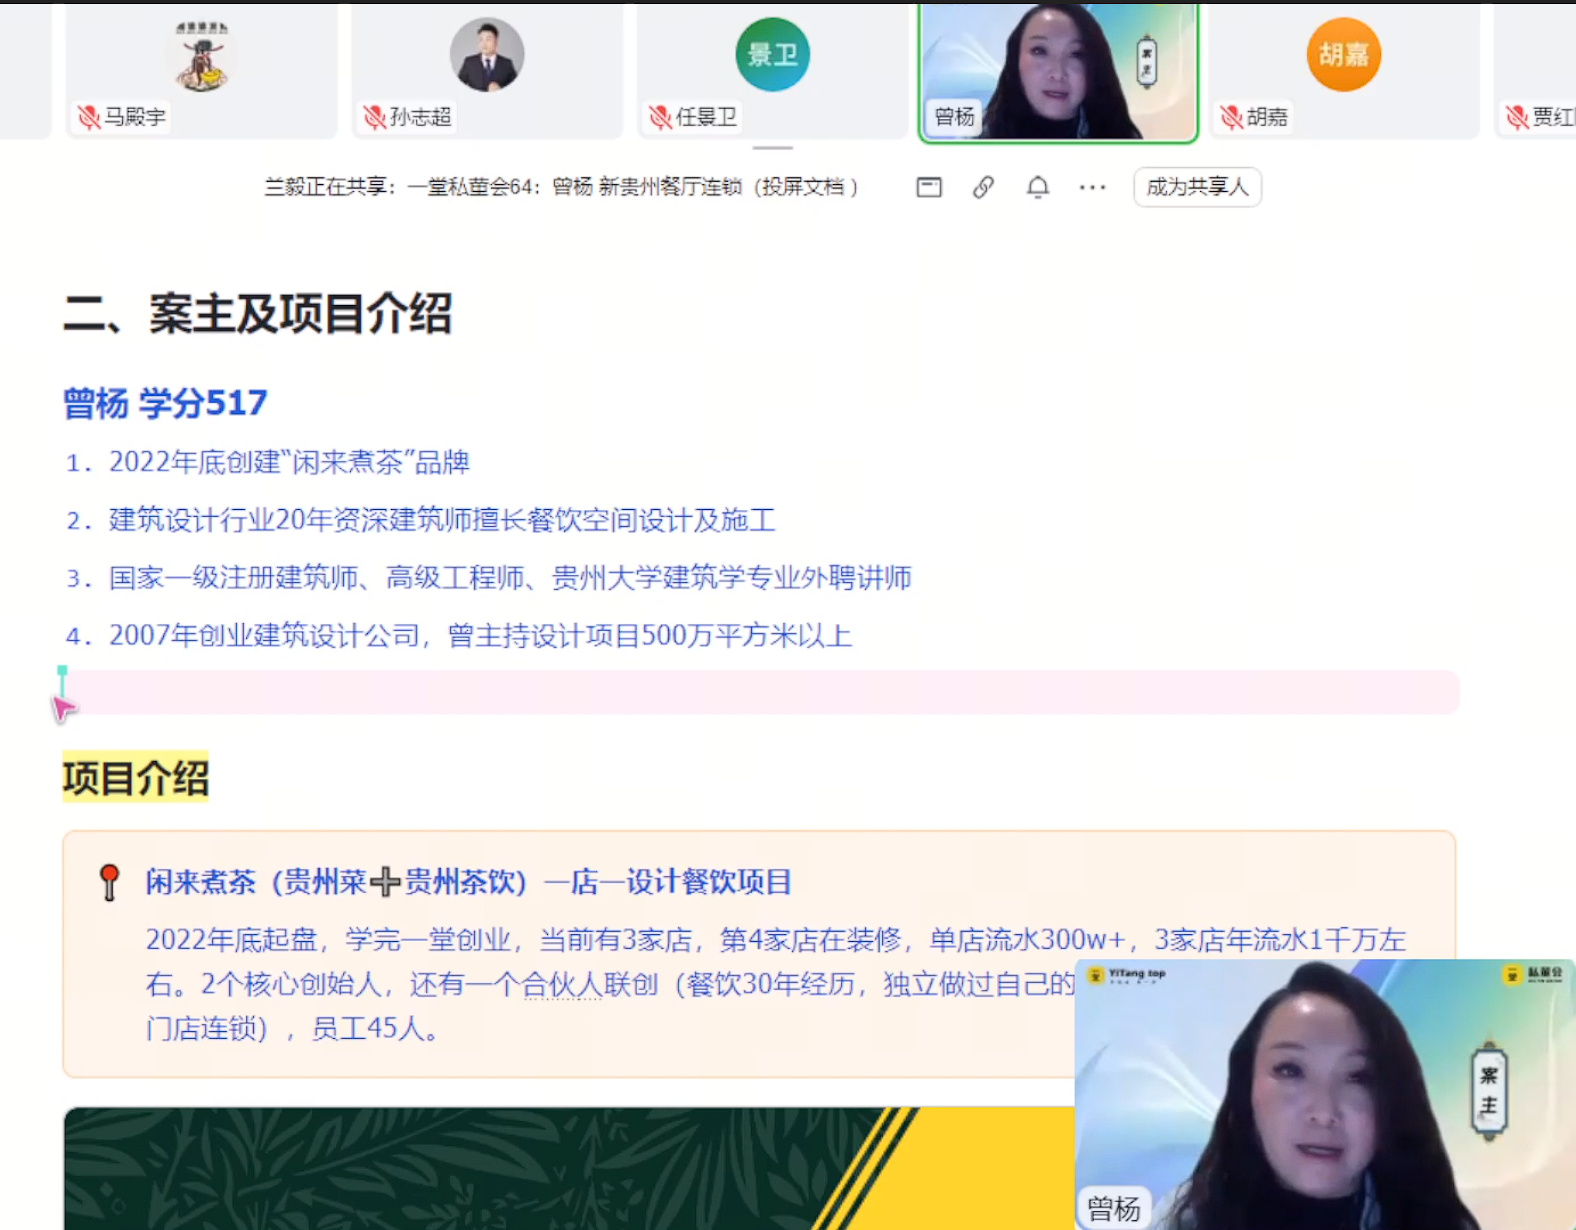 马殿宇
孙志超
景卫
任景卫
曾杨
案主
胡嘉
胡嘉
贾红
兰毅正在共享：一堂私董会64：曾杨 新贵州餐厅连锁（投屏文档 ）
成为共享人
二、案主及项目介绍
曾杨 学分517
1. 2022年底创建“闲来煮茶”品牌
2. 建筑设计行业20年资深建筑师擅长餐饮空间设计及施工
3. 国家一级注册建筑师、高级工程师、贵州大学建筑学专业外聘讲师
4. 2007年创业建筑设计公司，曾主持设计项目500万平方米以上
项目介绍
闲来煮茶（贵州菜➕贵州茶饮）一店一设计餐饮项目
2022年底起盘，学完一堂创业，当前有3家店，第4家店在装修，单店流水300w+，3家店年流水1千万左
右。2个核心创始人，还有一个合伙人联创（餐饮30年经历，独立做过自己的
门店连锁），员工45人。
YiTang top
私董会
案主
曾杨